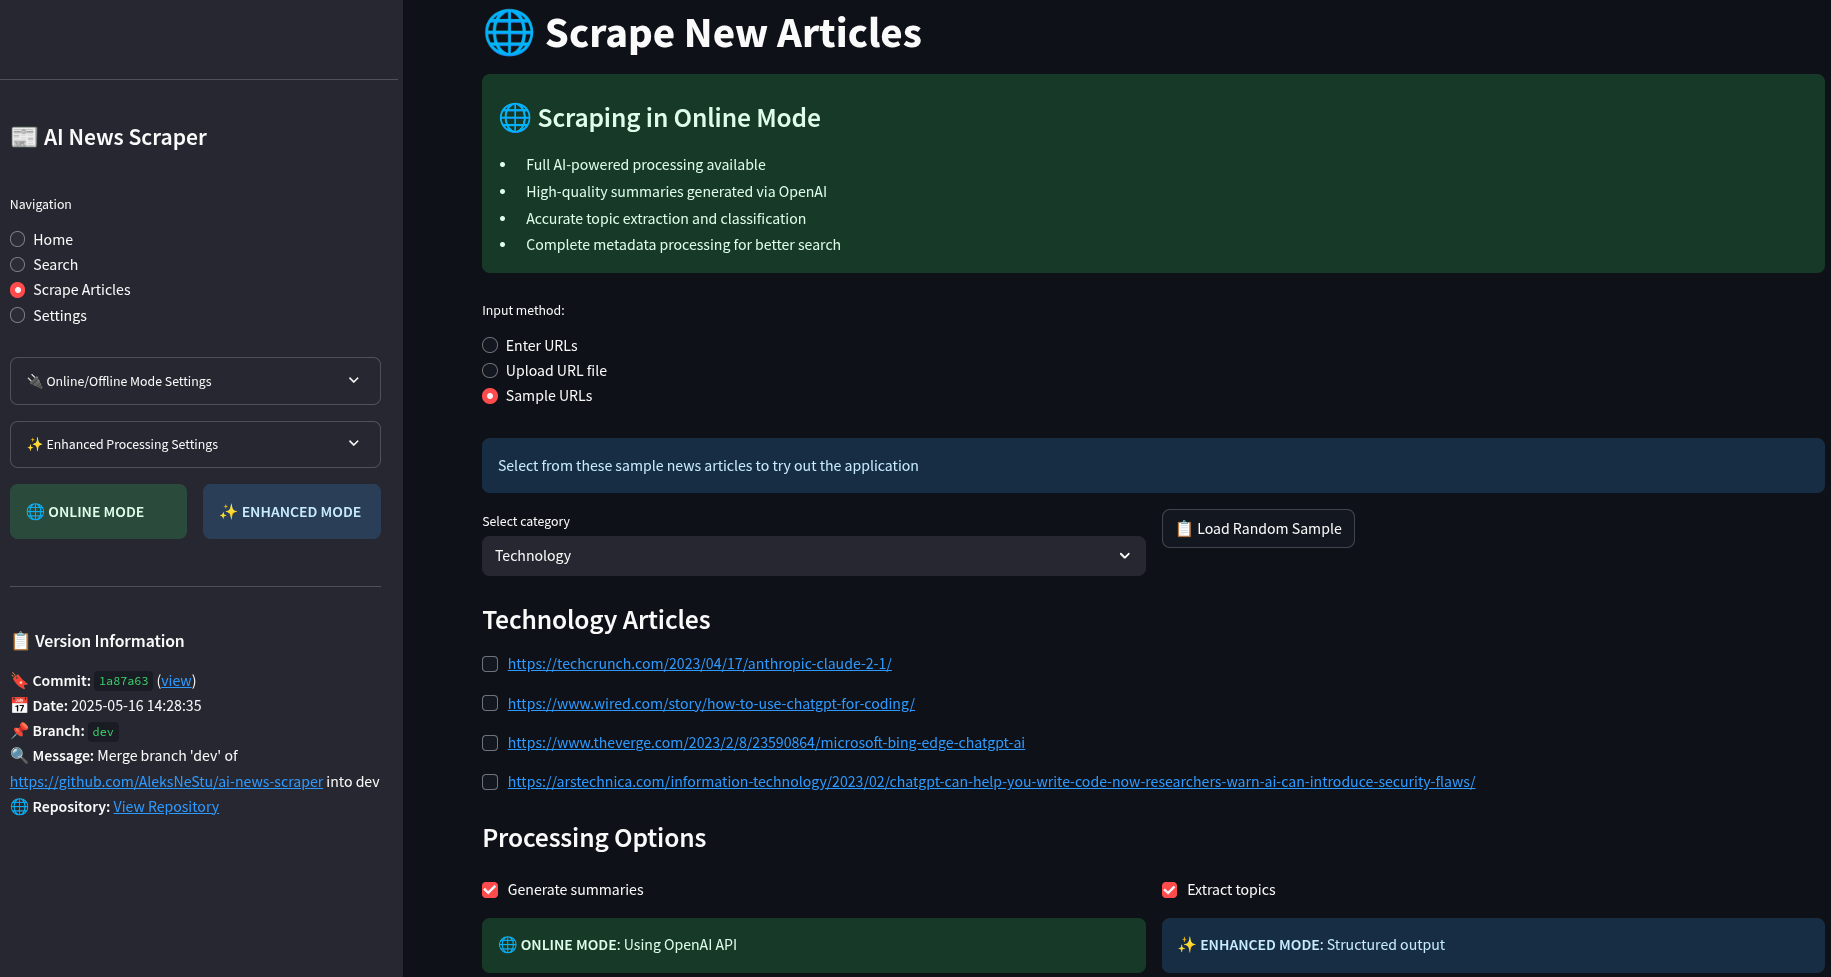 AI News Scraper
Navigation
Home
Search
Scrape Articles
Settings
Online/Offline Mode Settings
Enhanced Processing Settings
ONLINE MODE
ENHANCED MODE
Version Information
Commit: 1a87a63 (view)
Date: 2025-05-16 14:28:35
Branch: dev
Message: Merge branch 'dev' of
https://github.com/AleksNeStu/ai-news-scraper into dev
Repository: View Repository
Scrape New Articles
Scraping in Online Mode
• Full AI-powered processing available
• High-quality summaries generated via OpenAI
• Accurate topic extraction and classification
• Complete metadata processing for better search
Input method:
Enter URLs
Upload URL file
Sample URLs
Select from these sample news articles to try out the application
Select category
Technology
Load Random Sample
Technology Articles
https://techcrunch.com/2023/04/17/anthropic-claude-2-1/
https://www.wired.com/story/how-to-use-chatgpt-for-coding/
https://www.theverge.com/2023/2/8/23590864/microsoft-bing-edge-chatgpt-ai
https://arstechnica.com/information-technology/2023/02/chatgpt-can-help-you-write-code-now-researchers-warn-ai-can-introduce-security-flaws/
Processing Options
Generate summaries
Extract topics
ONLINE MODE: Using OpenAI API
ENHANCED MODE: Structured output